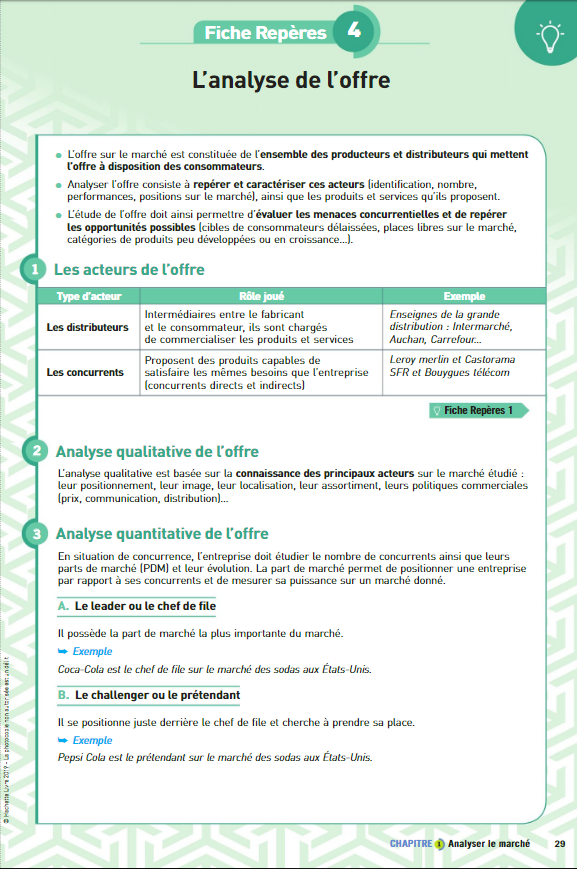 Fiche Repères 4
L'analyse de l'offre
● L'offre sur le marché est constituée de l'ensemble des producteurs et distributeurs qui mettent
l'offre à disposition des consommateurs.
● Analyser l'offre consiste à repérer et caractériser ces acteurs (identification, nombre,
performances, positions sur le marché), ainsi que les produits et services qu'ils proposent.
● L'étude de l'offre doit ainsi permettre d'évaluer les menaces concurrentielles et de repérer
les opportunités possibles (cibles de consommateurs délaissées, places libres sur le marché,
catégories de produits peu développées ou en croissance...).
1 Les acteurs de l'offre
Type d'acteur Rôle joué Exemple
Les distributeurs
Intermédiaires entre le fabricant
et le consommateur, ils sont chargés
de commercialiser les produits et services
Enseignes de la grande
distribution : Intermarché,
Auchan, Carrefour...
Les concurrents
Proposent des produits capables de
satisfaire les mêmes besoins que l'entreprise
(concurrents directs et indirects)
Leroy merlin et Castorama
SFR et Bouygues télécom
Fiche Repères 1
2 Analyse qualitative de l'offre
L'analyse qualitative est basée sur la connaissance des principaux acteurs sur le marché étudié :
leur positionnement, leur image, leur localisation, leur assortiment, leurs politiques commerciales
(prix, communication, distribution)...
3 Analyse quantitative de l'offre
En situation de concurrence, l'entreprise doit étudier le nombre de concurrents ainsi que leurs
parts de marché (PDM) et leur évolution. La part de marché permet de positionner une entreprise
par rapport à ses concurrents et de mesurer sa puissance sur un marché donné.
A. Le leader ou le chef de file
Il possède la part de marché la plus importante du marché.
➥ Exemple
Coca-Cola est le chef de file sur le marché des sodas aux États-Unis.
B. Le challenger ou le prétendant
Il se positionne juste derrière le chef de file et cherche à prendre sa place.
➥ Exemple
Pepsi Cola est le prétendant sur le marché des sodas aux États-Unis.
© Hachette Livre 2019 – La photocopie non autorisée est un délit
CHAPITRE 1 Analyser le marché 29